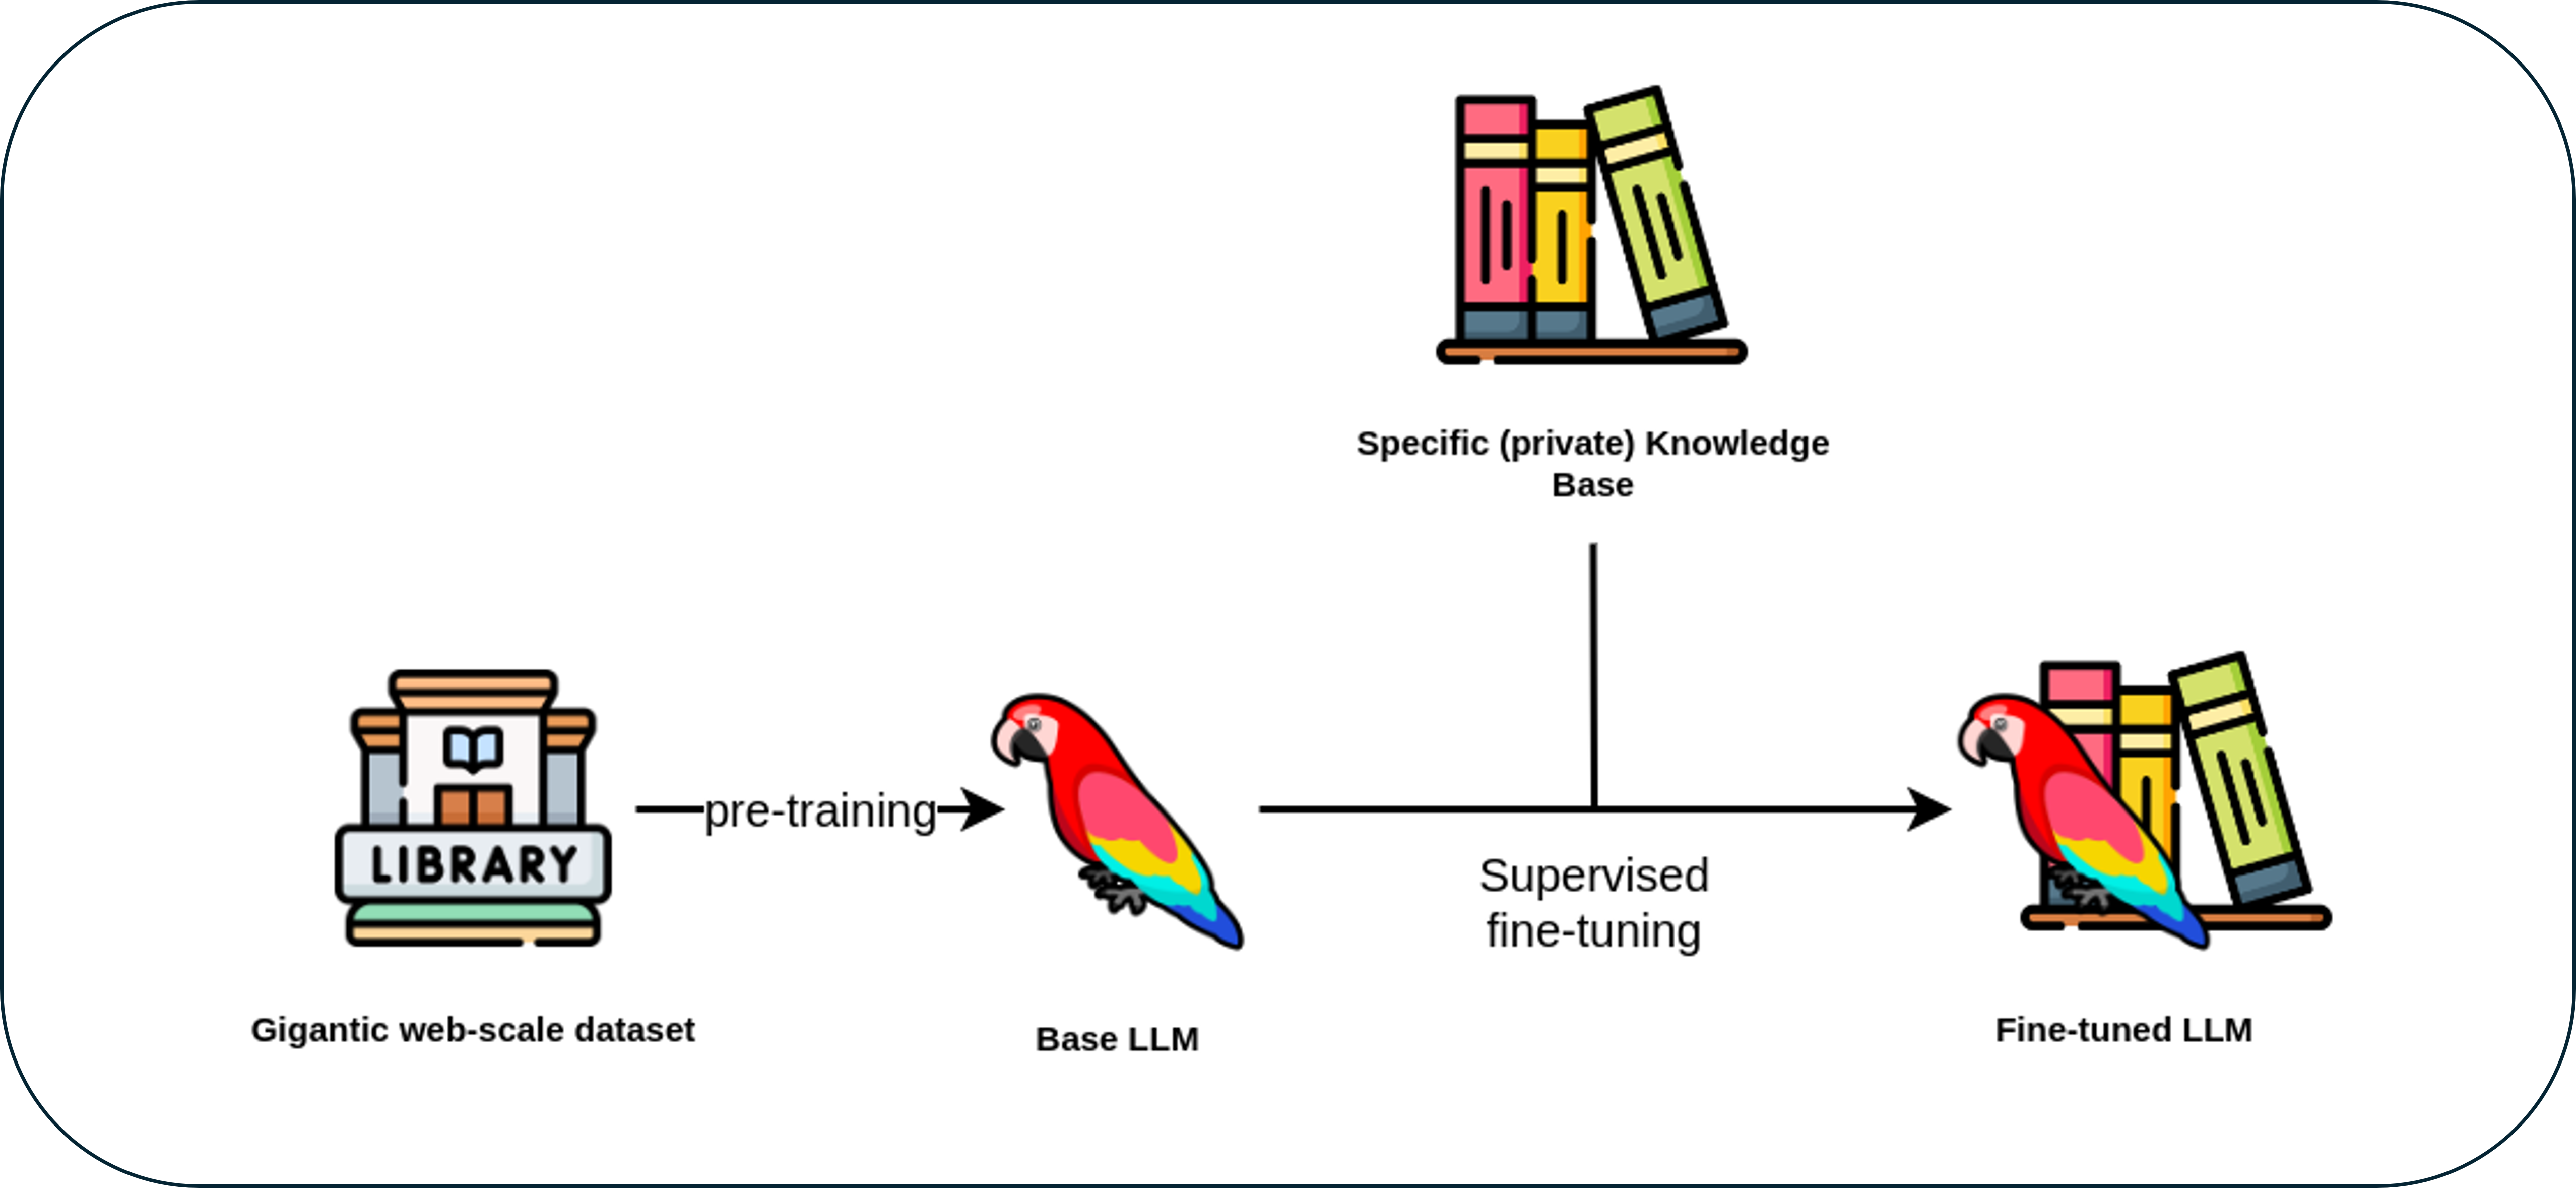 Specific (private) Knowledge
Base
LIBRARY
pre-training
Supervised
fine-tuning
Gigantic web-scale dataset
Base LLM
Fine-tuned LLM